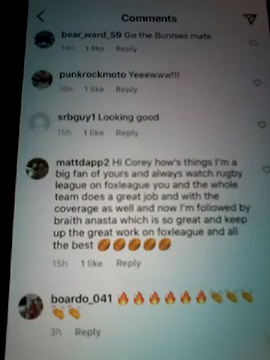 Comments
bear_ward_59 Go the Bunnies mate
14h 1 like Reply
punkrockmoto Yeeewww!!!
16h 1 like Reply
srbguy1 Looking good
15h 1 like Reply
mattdapp2 Hi Corey how's things I'm a
big fan of yours and always watch rugby
league on foxleague you and the whole
team does a great job and with the
coverage as well and now I'm followed by
braith anasta which is so great and keep
up the great work on foxleague and all
the best 🏉🏉🏉🏉🏉
15h 1 like Reply
boardo_041 🔥🔥🔥🔥🔥🔥👏👏👏
👏👏
3h Reply